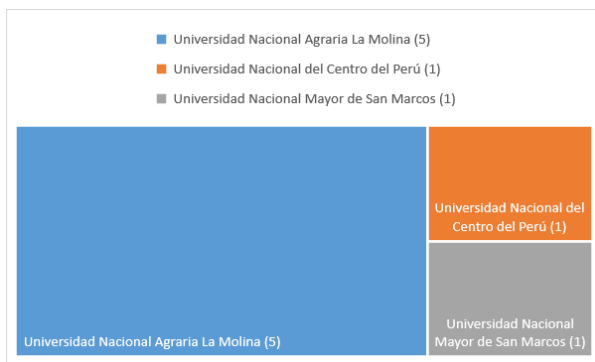 Universidad Nacional Agraria La Molina (5)
Universidad Nacional del Centro del Perú (1)
Universidad Nacional Mayor de San Marcos (1)
Universidad Nacional del
Centro del Perú (1)
Universidad Nacional Agraria La Molina (5)
Universidad Nacional
Mayor de San Marcos (1)